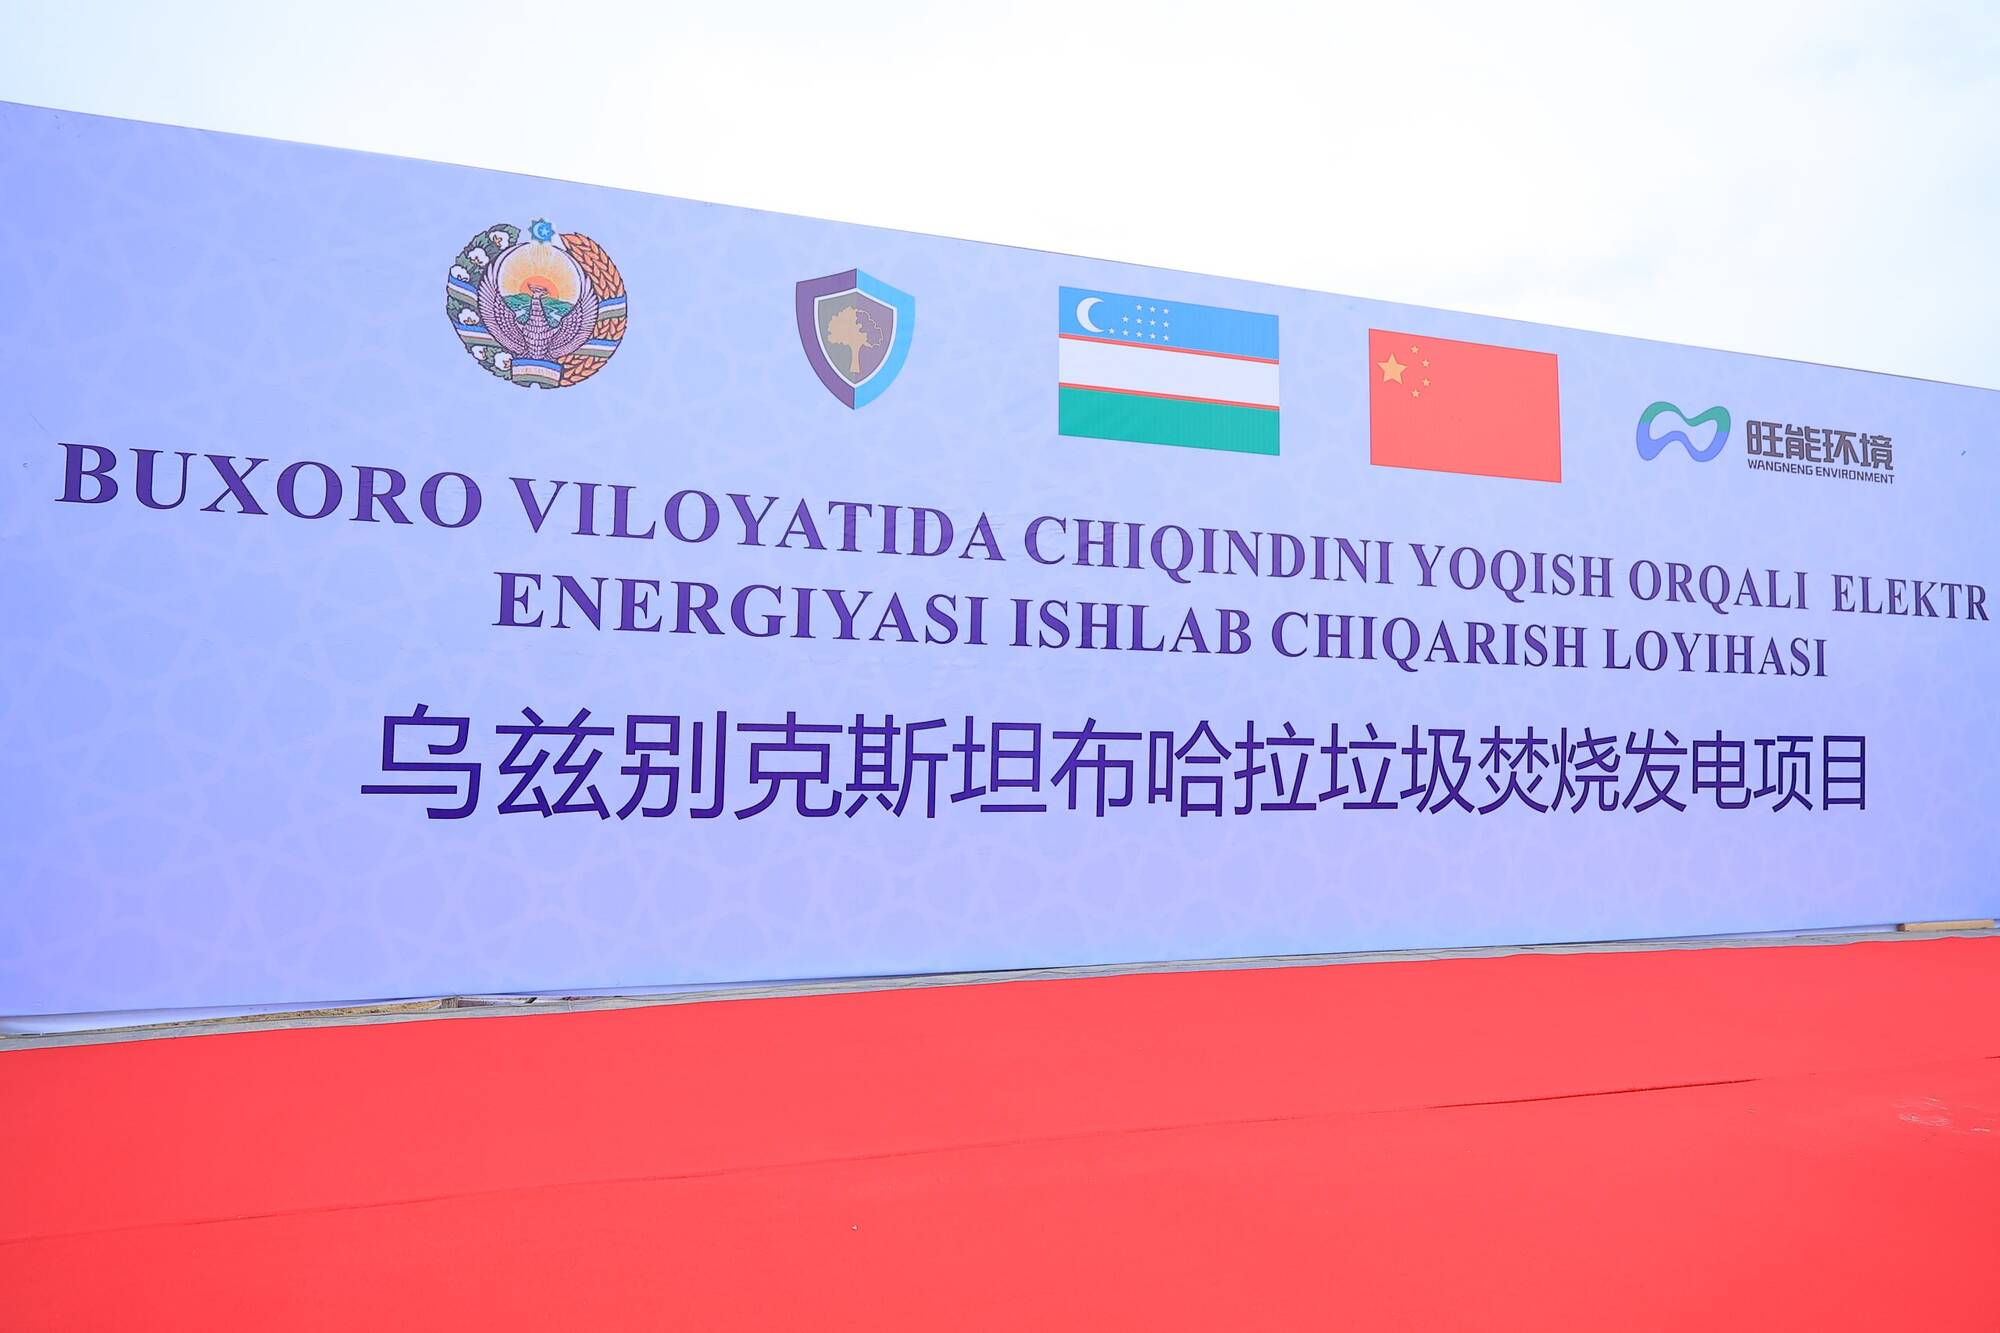 旺能环境
WANGNENG ENVIRONMENT
BUXORO VILOYATIDA CHIQINDINI YOQISH ORQALI ELEKTR
ENERGIYASI ISHLAB CHIQARISH LOYIHASI
乌兹别克斯坦布哈拉垃圾焚烧发电项目